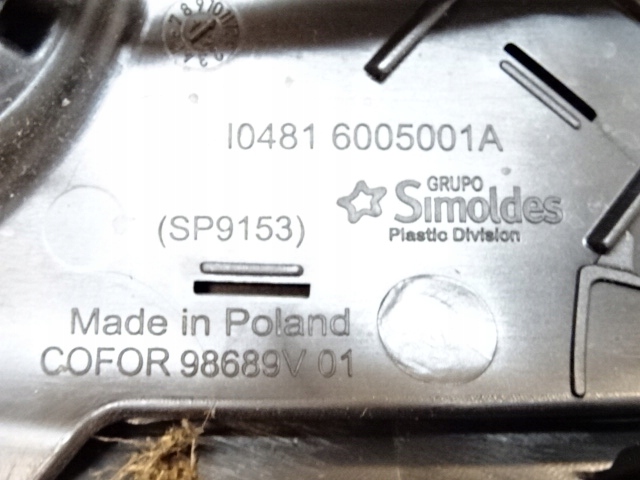 I0481 6005001A
GRUPO
Simoldes
Plastic Division
(SP9153)
Made in Poland
COFOR 98689V 01